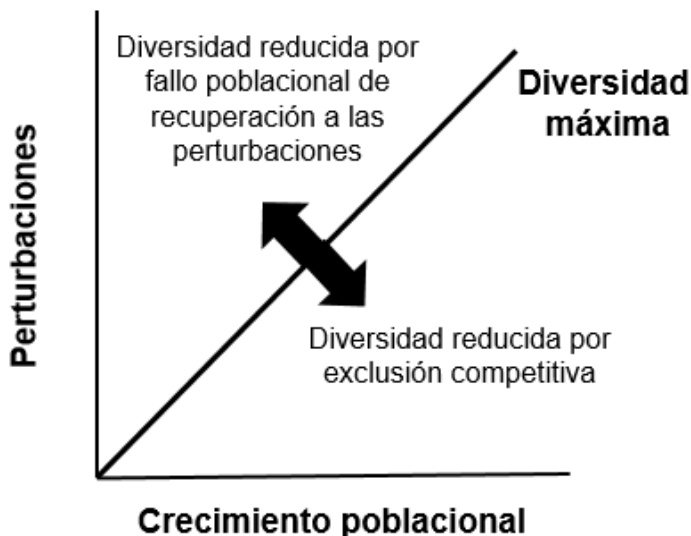 Diversidad reducida por
fallo poblacional de
recuperación a las
perturbaciones
Diversidad
máxima
Perturbaciones
Diversidad reducida por
exclusión competitiva
Crecimiento poblacional